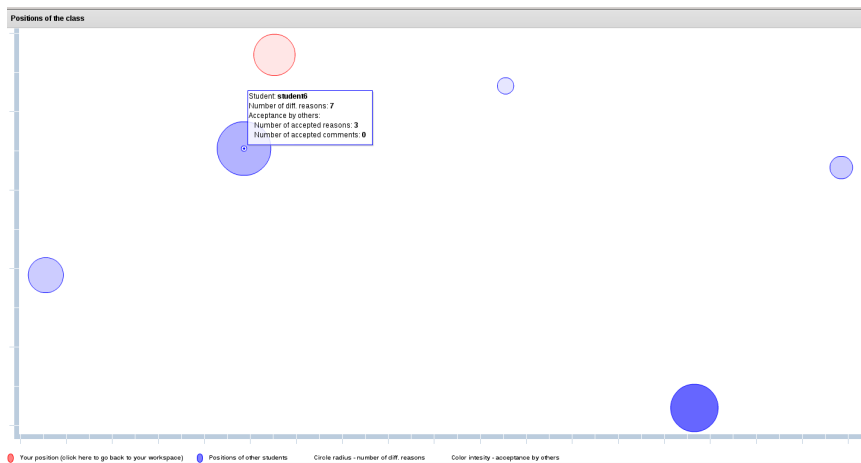 Positions of the class
Student: student6
Number of diff. reasons: 7
Acceptance by others:
Number of accepted reasons: 3
Number of accepted comments: 0
Your position (click here to go back to your workspace)
Positions of other students
Circle radius - number of diff. reasons
Color intesity - acceptance by others